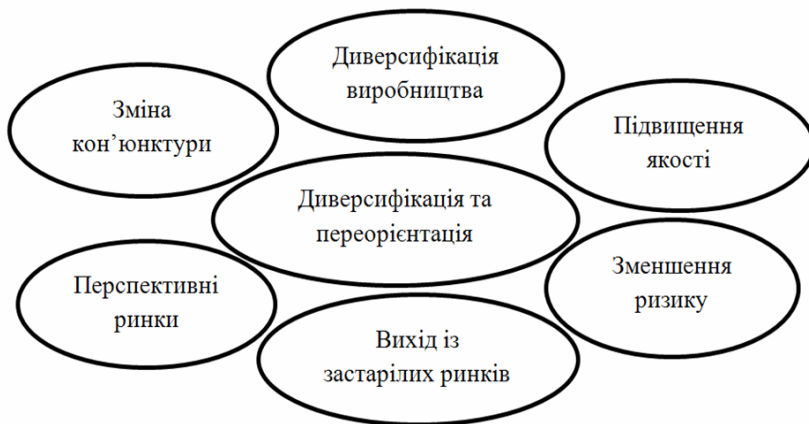 Диверсифікація
виробництва
Зміна
кон’юнктури
Підвищення
якості
Диверсифікація та
переорієнтація
Перспективні
ринки
Зменшення
ризику
Вихід із
застарілих ринків